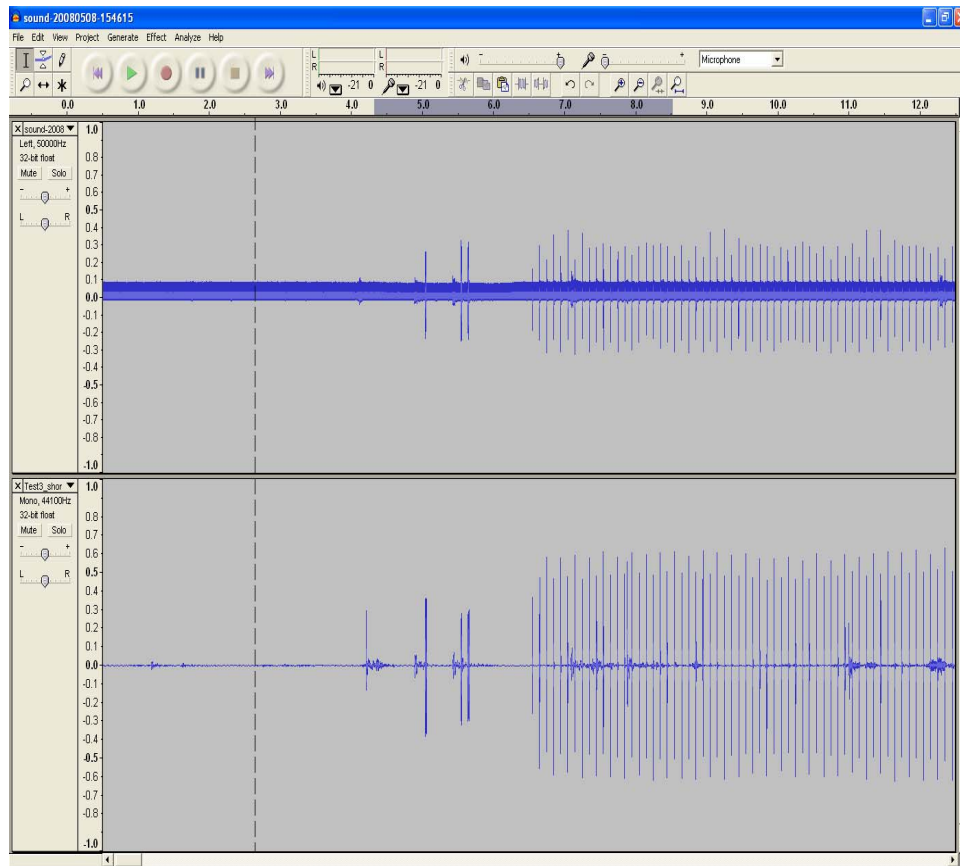 sound-20080508-154615
File Edit View Project Generate Effect Analyze Help
L
R
-21 0
L
R
-21 0
- +
- +
Microphone
0.0 1.0 2.0 3.0 4.0 5.0 6.0 7.0 8.0 9.0 10.0 11.0 12.0
X sound-2008
Left, 50000Hz
32-bit float
Mute Solo
- +
L R
1.0
0.8
0.7
0.6
0.5
0.4
0.3
0.2
0.1
0.0
-0.1
-0.2
-0.3
-0.4
-0.5
-0.6
-0.7
-0.8
-1.0
X Test3_shor
Mono, 44100Hz
32-bit float
Mute Solo
- +
L R
1.0
0.8
0.7
0.6
0.5
0.4
0.3
0.2
0.1
0.0
-0.1
-0.2
-0.3
-0.4
-0.5
-0.6
-0.7
-0.8
-1.0